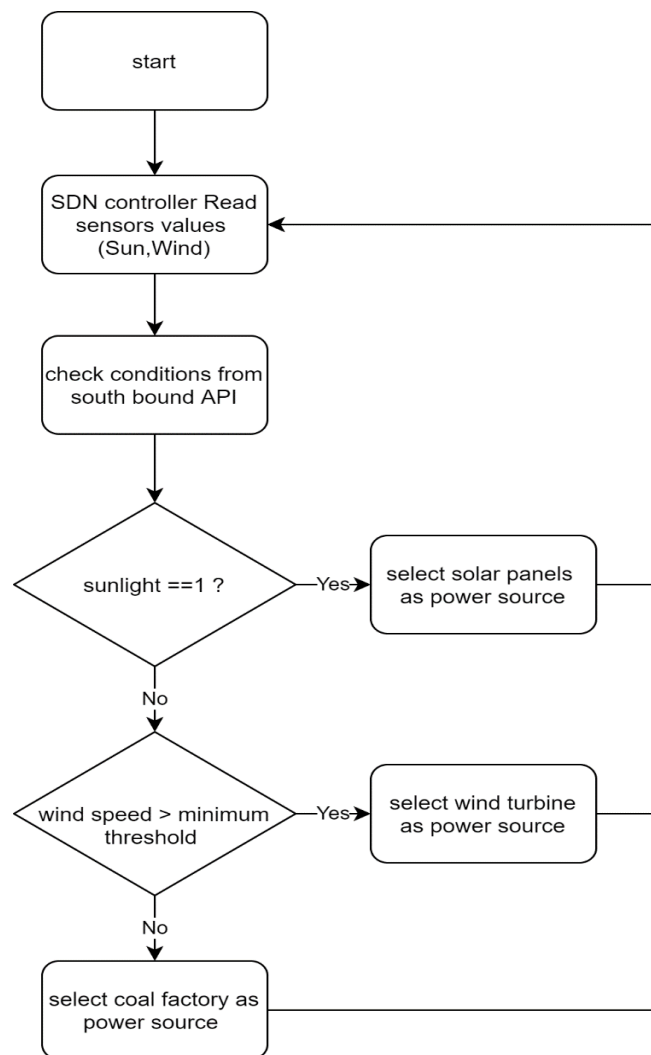 start
SDN controller Read
sensors values
(Sun,Wind)
check conditions from
south bound API
sunlight ==1 ?
Yes
select solar panels
as power source
No
wind speed > minimum
threshold
Yes
select wind turbine
as power source
No
select coal factory as
power source